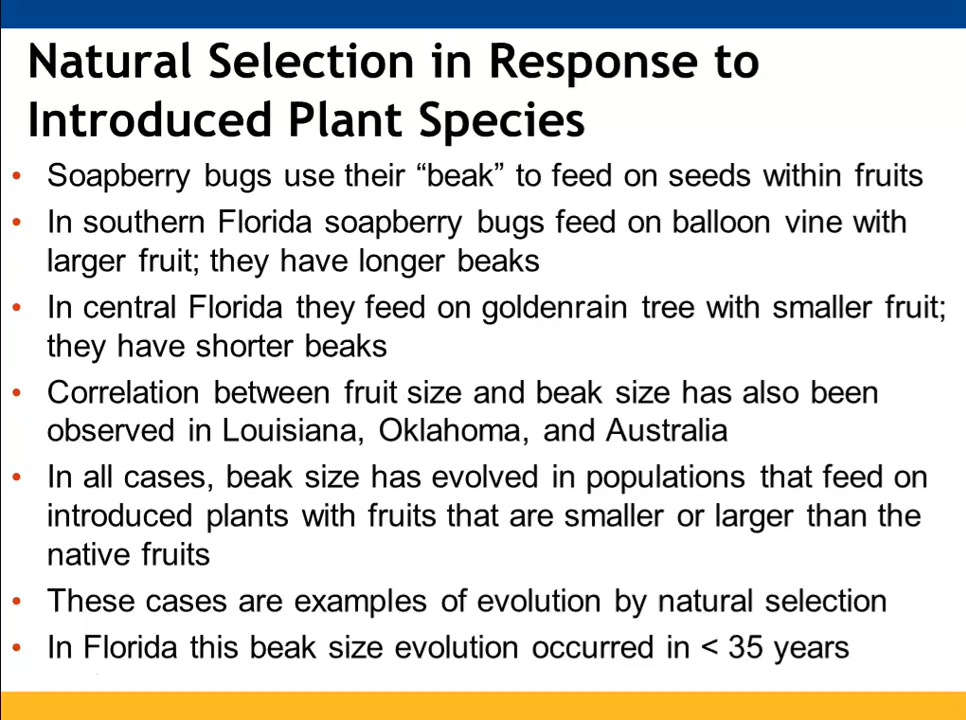 Natural Selection in Response to
Introduced Plant Species
• Soapberry bugs use their “beak” to feed on seeds within fruits
• In southern Florida soapberry bugs feed on balloon vine with
larger fruit; they have longer beaks
• In central Florida they feed on goldenrain tree with smaller fruit;
they have shorter beaks
• Correlation between fruit size and beak size has also been
observed in Louisiana, Oklahoma, and Australia
• In all cases, beak size has evolved in populations that feed on
introduced plants with fruits that are smaller or larger than the
native fruits
• These cases are examples of evolution by natural selection
• In Florida this beak size evolution occurred in < 35 years